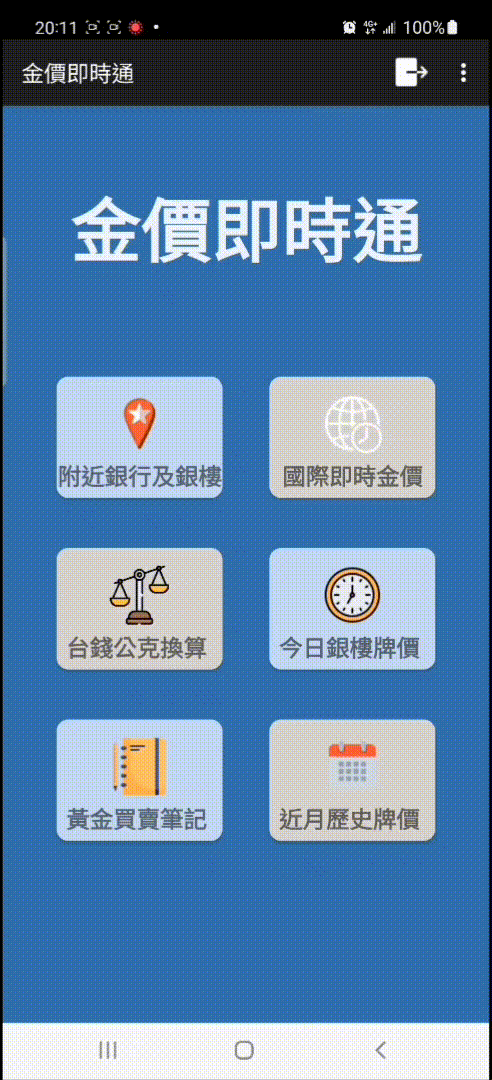 20:11 4G+ 100%
金價即時通
金價即時通
附近銀行及銀樓
國際即時金價
台錢公克換算
今日銀樓牌價
黃金買賣筆記
近月歷史牌價